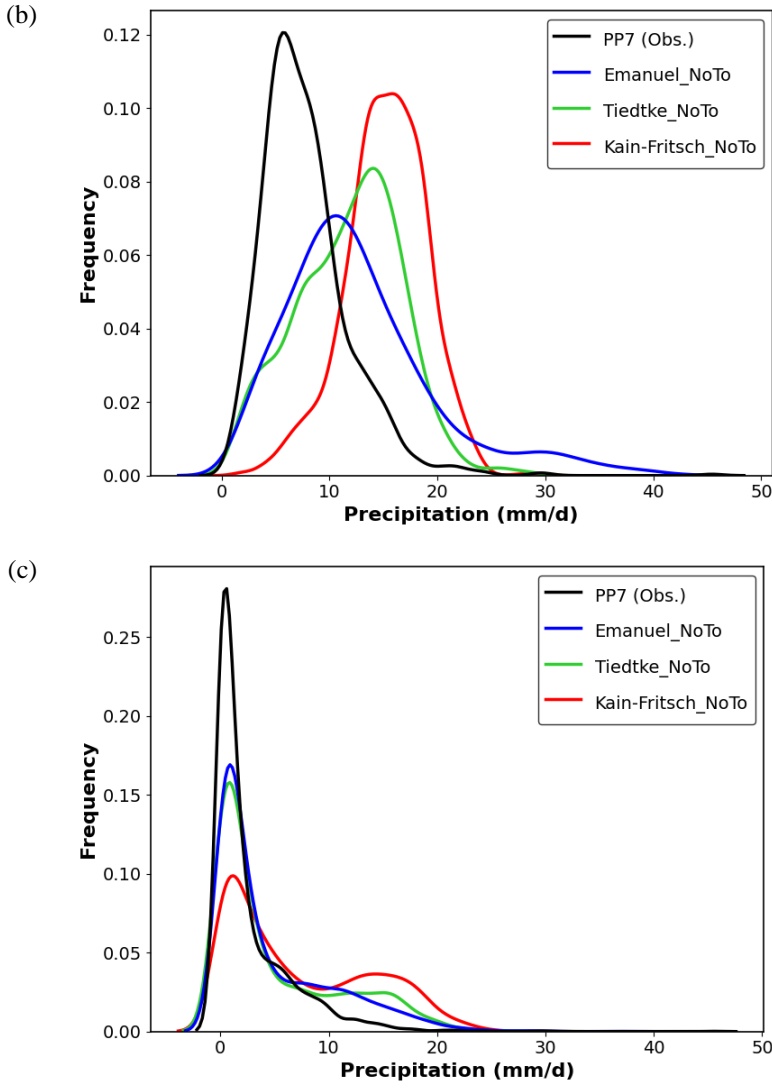 (b)
0.12
0.10
0.08
0.06
0.04
0.02
0.00
Frequency
PP7 (Obs.)
Emanuel_NoTo
Tiedtke_NoTo
Kain-Fritsch_NoTo
0 10 20 30 40 50
Precipitation (mm/d)
(c)
0.25
0.20
0.15
0.10
0.05
0.00
Frequency
PP7 (Obs.)
Emanuel_NoTo
Tiedtke_NoTo
Kain-Fritsch_NoTo
0 10 20 30 40 50
Precipitation (mm/d)